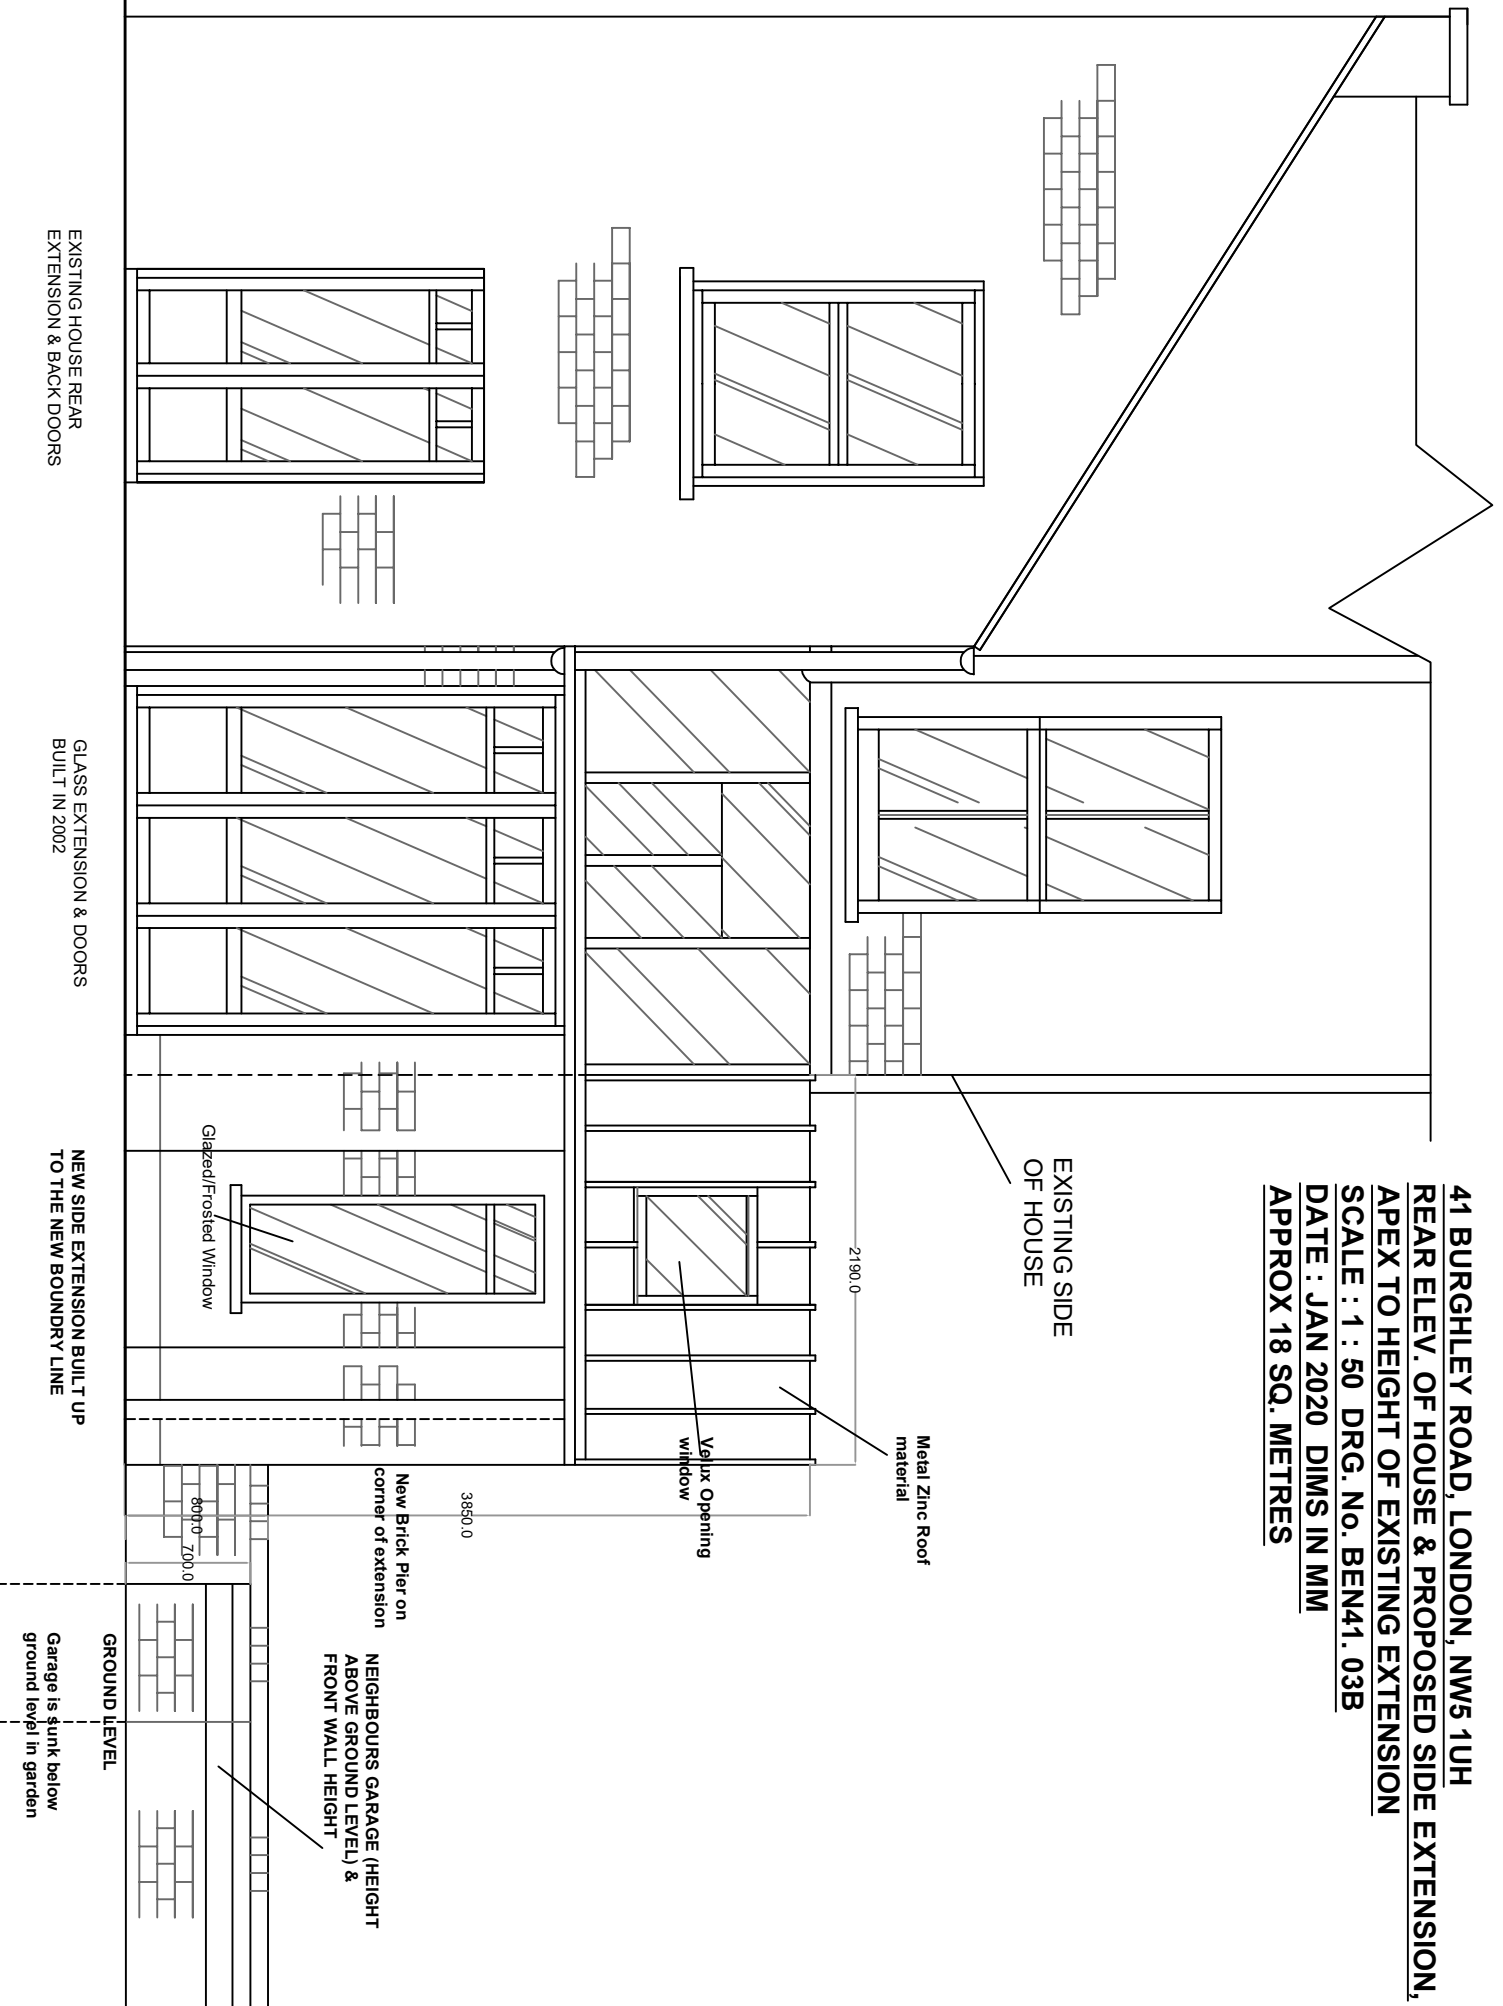 41 BURGHLEY ROAD, LONDON, NW5 1UH
REAR ELEV. OF HOUSE & PROPOSED SIDE EXTENSION,
APEX TO HEIGHT OF EXISTING EXTENSION
SCALE : 1 : 50 DRG. No. BEN41. 03B
DATE : JAN 2020 DIMS IN MM
APPROX 18 SQ. METRES
EXISTING SIDE
OF HOUSE
2190.0
Metal Zinc Roof
material
Velux Opening
window
3850.0
New Brick Pier on
corner of extension
NEIGHBOURS GARAGE (HEIGHT
ABOVE GROUND LEVEL) &
FRONT WALL HEIGHT
Glazed/Frosted Window
800.0
700.0
GROUND LEVEL
Garage is sunk below
ground level in garden
EXISTING HOUSE REAR
EXTENSION & BACK DOORS
GLASS EXTENSION & DOORS
BUILT IN 2002
NEW SIDE EXTENSION BUILT UP
TO THE NEW BOUNDRY LINE